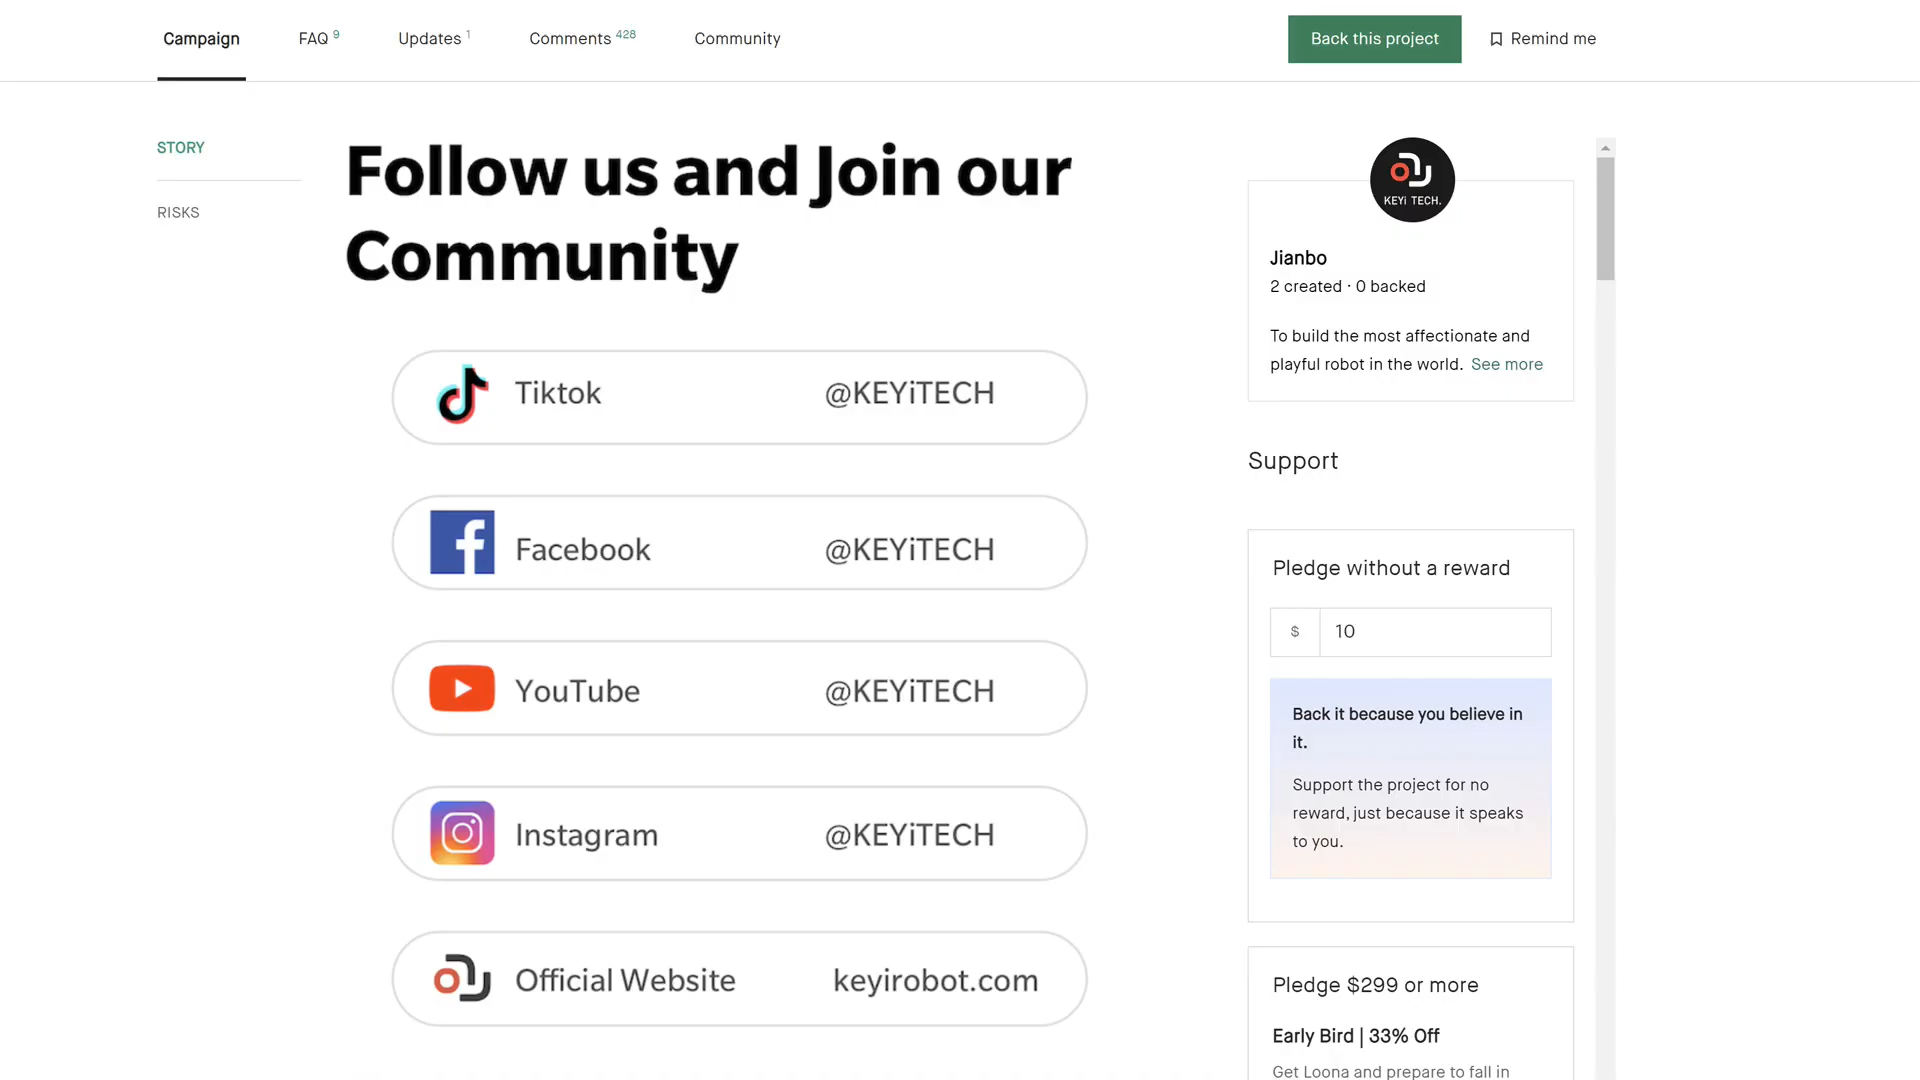 Campaign
FAQ 9
Updates 1
Comments 428
Community
Back this project
Remind me
STORY
RISKS
Follow us and Join our
Community
Tiktok @KEYiTECH
Facebook @KEYiTECH
YouTube @KEYiTECH
Instagram @KEYiTECH
Official Website keyirobot.com
KEYi TECH.
Jianbo
2 created · 0 backed
To build the most affectionate and
playful robot in the world. See more
Support
Pledge without a reward
$ 10
Back it because you believe in
it.
Support the project for no
reward, just because it speaks
to you.
Pledge $299 or more
Early Bird | 33% Off
Get Loona and prepare to fall in